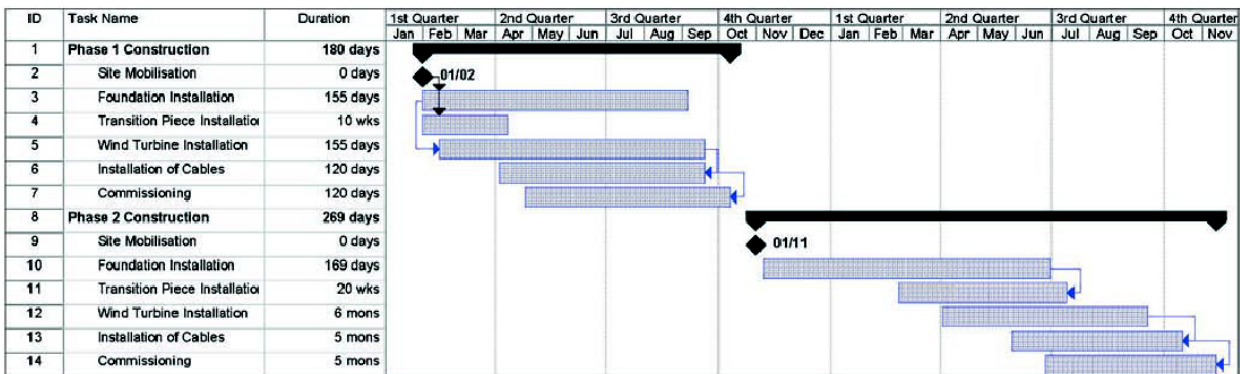 ID Task Name Duration 1st Quarter 2nd Quarter 3rd Quarter 4th Quarter 1st Quarter 2nd Quarter 3rd Quarter 4th Quarter
Jan Feb Mar Apr May Jun Jul Aug Sep Oct Nov Dec Jan Feb Mar Apr May Jun Jul Aug Sep Oct Nov
1 Phase 1 Construction 180 days
2 Site Mobilisation 0 days 01/02
3 Foundation Installation 155 days
4 Transition Piece Installatio 10 wks
5 Wind Turbine Installation 155 days
6 Installation of Cables 120 days
7 Commissioning 120 days
8 Phase 2 Construction 269 days
9 Site Mobilisation 0 days 01/11
10 Foundation Installation 169 days
11 Transition Piece Installatio 20 wks
12 Wind Turbine Installation 6 mons
13 Installation of Cables 5 mons
14 Commissioning 5 mons